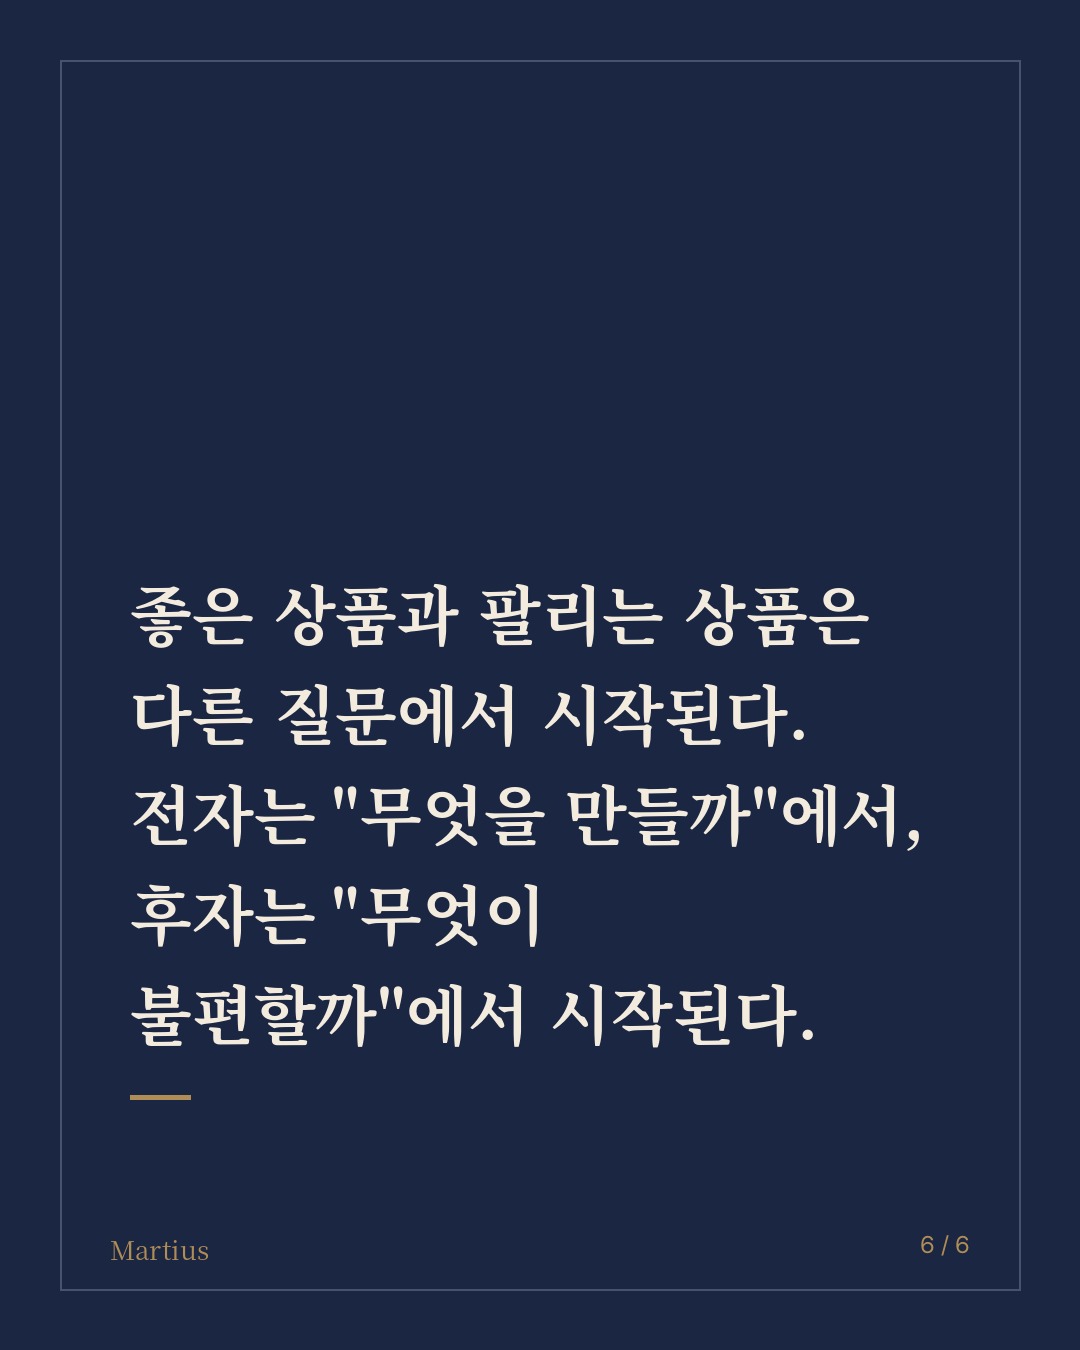 좋은 상품과 팔리는 상품은
다른 질문에서 시작된다.
전자는 "무엇을 만들까"에서,
후자는 "무엇이
불편할까"에서 시작된다.
Martius
6 / 6